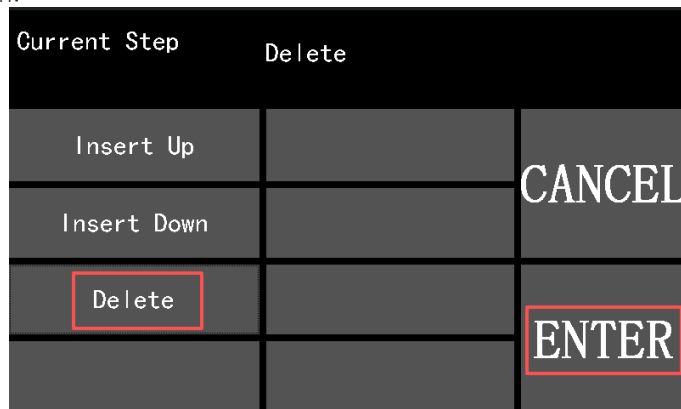 Current Step
Delete
Insert Up
Insert Down
Delete
CANCEL
ENTER